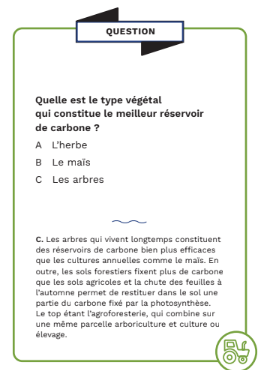 QUESTION
Quelle est le type végétal
qui constitue le meilleur réservoir
de carbone ?
A L'herbe
B Le maïs
C Les arbres
C. Les arbres qui vivent longtemps constituent
des réservoirs de carbone bien plus efficaces
que les cultures annuelles comme le maïs. En
outre, les sols forestiers fixent plus de carbone
que les sols agricoles et la chute des feuilles à
l'automne permet de restituer dans le sol une
partie du carbone fixé par la photosynthèse.
Le top étant l'agroforesterie, qui combine sur
une même parcelle arboriculture et culture ou
élevage.